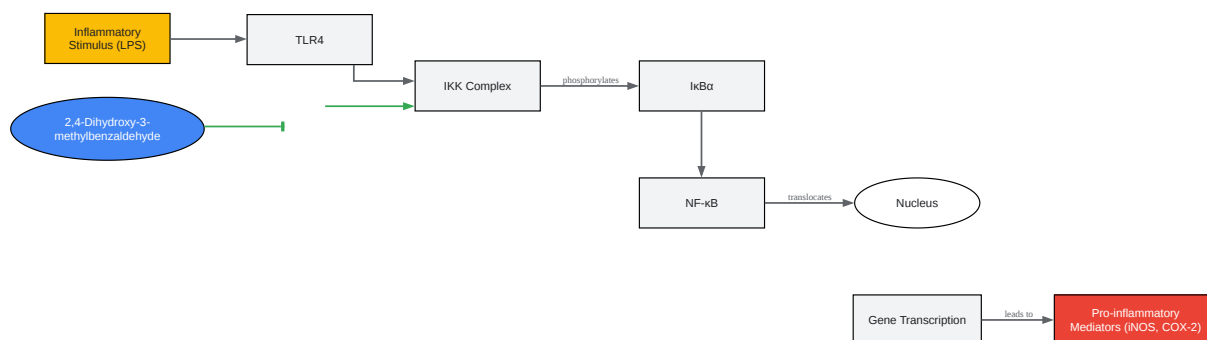 Inflammatory
Stimulus (LPS)
TLR4
IKK Complex
phosphorylates
IκBα
2,4-Dihydroxy-3-
methylbenzaldehyde
NF-κB
translocates
Nucleus
Gene Transcription
leads to
Pro-inflammatory
Mediators (iNOS, COX-2)